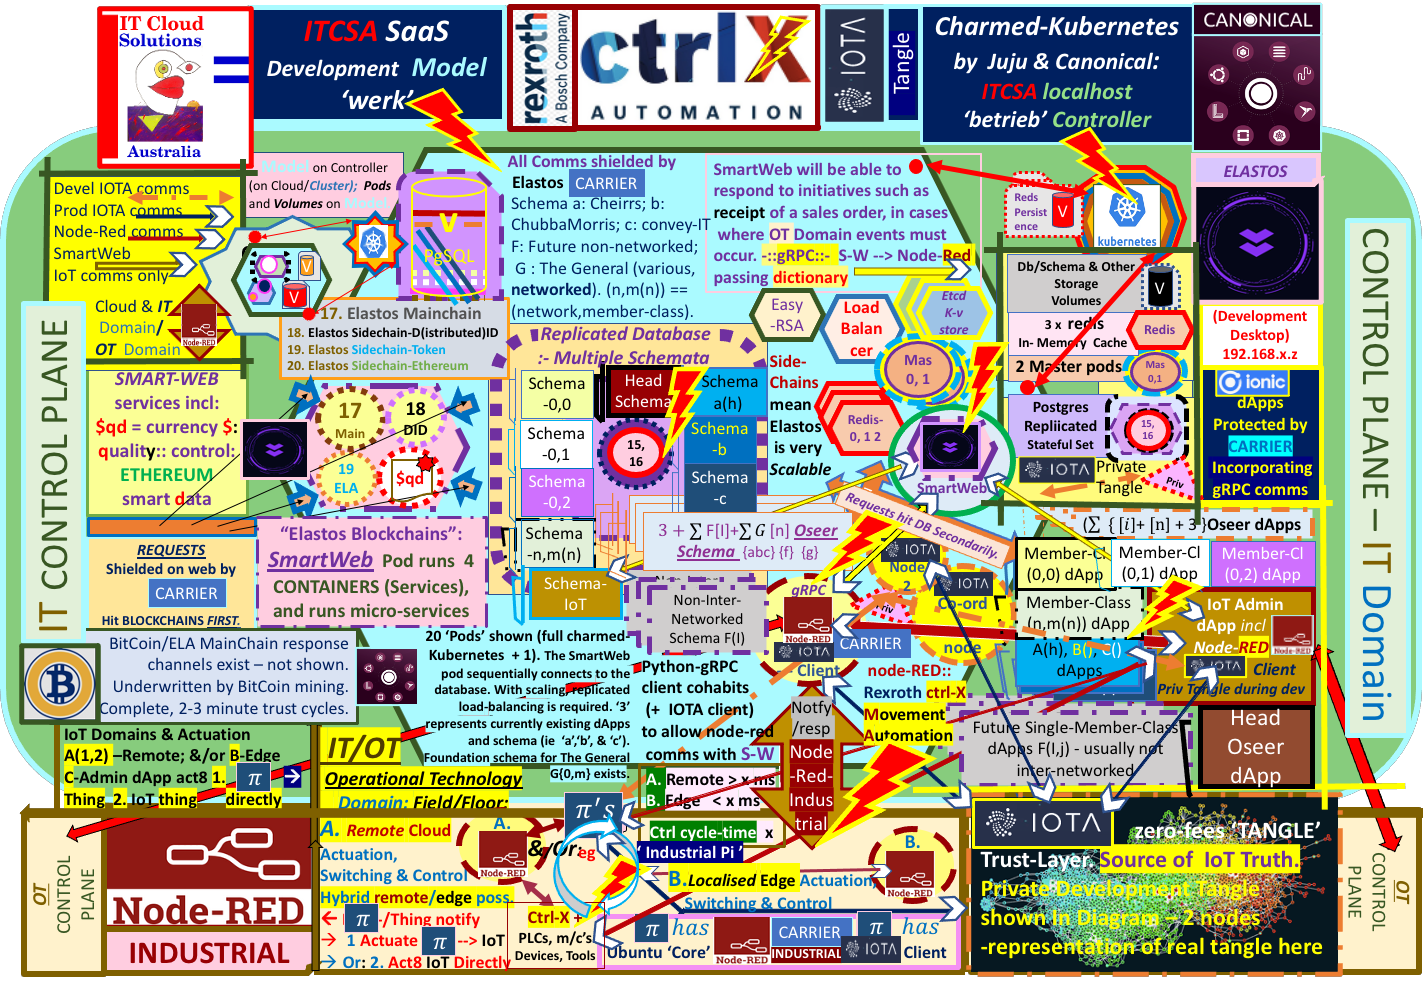 IT Cloud
Solutions
Australia
ITCSA SaaS
Development Model
‘werk’
rexroth
A Bosch Company
ctrlX
AUTOMATION
IOTA
Tangle
Charmed-Kubernetes
by Juju & Canonical:
ITCSA localhost
‘betrieb’ Controller
CANONICAL
ELASTOS
Devel IOTA comms
Prod IOTA comms
Node-Red comms
SmartWeb
IoT comms only
Cloud & IT
Domain/
OT Domain
Node-RED
Model on Controller
(on Cloud/Cluster); Pods
and Volumes on Model
V
V
V
PgSQL
17. Elastos Mainchain
18. Elastos Sidechain-D(istributed)ID
19. Elastos Sidechain-Token
20. Elastos Sidechain-Ethereum
All Comms shielded by
Elastos CARRIER
Schema a: Cheirrs; b:
ChubbaMorris; c: convey-IT
F: Future non-networked;
G : The General (various,
networked). (n,m(n)) ==
(network,member-class).
SmartWeb will be able to
respond to initiatives such as
receipt of a sales order, in cases
where OT Domain events must
occur. -::gRPC::- S-W --> Node-Red
passing dictionary
Reds
Persist
ence
V
kubernetes
Db/Schema & Other
Storage
Volumes
V
3 x redis
In- Memory Cache
Redis
2 Master pods
Mas
0,1
Postgres
Repliicated
Stateful Set
15,
16
IOTA Private
Tangle
Priv
(Development
Desktop)
192.168.x.z
ionic
dApps
Protected by
CARRIER
Incorporating
gRPC comms
IT CONTROL PLANE
CONTROL PLANE – IT Domain
SMART-WEB
services incl:
$qd = currency $:
quality:: control:
ETHEREUM
smart data
17
Main
18
DID
19
ELA
$qd
REQUESTS
Shielded on web by
CARRIER
Hit BLOCKCHAINS FIRST.
“Elastos Blockchains”:
SmartWeb Pod runs 4
CONTAINERS (Services),
and runs micro-services
Replicated Database
:- Multiple Schemata
Schema
-0,0
Head
Schema
Schema
a(h)
Schema
-0,1
15,
16
Schema
-b
Schema
-0,2
Schema
-c
Schema
-n,m(n)
Schema-
IoT
3 + ∑ F[I]+∑ G [n] Oseer
Schema {abc} {f} {g}
Non-Inter-
Networked
Schema F(I)
Easy
-RSA
Load
Balan
cer
Etcd
K-v
store
Mas
0, 1
Redis-
0, 1 2
Side-
Chains
mean
Elastos
is very
Scalable
SmartWeb
Requests hit DB Secondarily.
IOTA
Node
2
IOTA
Co-ord
node
gRPC
Priv
Node-RED
IOTA
Client
CARRIER
(∑ { [i]+ [n] + 3 }Oseer dApps
Member-Cl
(0,0) dApp
Member-Cl
(0,1) dApp
Member-Cl
(0,2) dApp
Member-Class
(n,m(n)) dApp
A(h), B(), C()
dApps
IoT Admin
dApp incl
Node-RED
IOTA
Client
Priv Tangle during dev
BitCoin/ELA MainChain response
channels exist – not shown.
Underwritten by BitCoin mining.
Complete, 2-3 minute trust cycles.
20 ‘Pods’ shown (full charmed-
Kubernetes + 1). The SmartWeb
pod sequentially connects to the
database. With scaling, replicated
load-balancing is required. ‘3’
represents currently existing dApps
and schema (ie ‘a’,‘b’, & ‘c’).
Foundation schema for The General
G{0,m} exists.
Python-gRPC
client cohabits
(+ IOTA client)
to allow node-red
comms with S-W
node-RED::
Rexroth ctrl-X
Movement
Automation
Notfy
/resp
Node
-Red-
Indus
trial
Future Single-Member-Class
dApps F(I,j) - usually not
inter-networked
Head
Oseer
dApp
IoT Domains & Actuation
A(1,2) –Remote; &/or B-Edge
C-Admin dApp act8 1. π →
Thing 2. IoT thing directly
IT/OT
Operational Technology
Domain: Field/Floor:
A. Remote > x ms
B. Edge < x ms
Ctrl cycle-time x
‘ Industrial Pi ’
OT
CONTROL
PLANE
Node-RED
INDUSTRIAL
A. Remote Cloud
Actuation,
Switching & Control
Hybrid remote/edge poss.
← π -/Thing notify
→ 1 Actuate π --> IoT
→ Or: 2. Act8 IoT Directly
A.
Node-RED
&/Or
eg
π's
Ctrl-X +
PLCs, m/c’s
Devices, Tools
B.
Node-RED
B.Localised Edge Actuation,
Switching & Control
π has
Ubuntu ‘Core’
Node-RED
CARRIER
INDUSTRIAL
π has
IOTA Client
IOTA
zero-fees ‘TANGLE’
Trust-Layer. Source of IoT Truth.
Private Development Tangle
shown in Diagram – 2 nodes
-representation of real tangle here
OT
CONTROL
PLANE